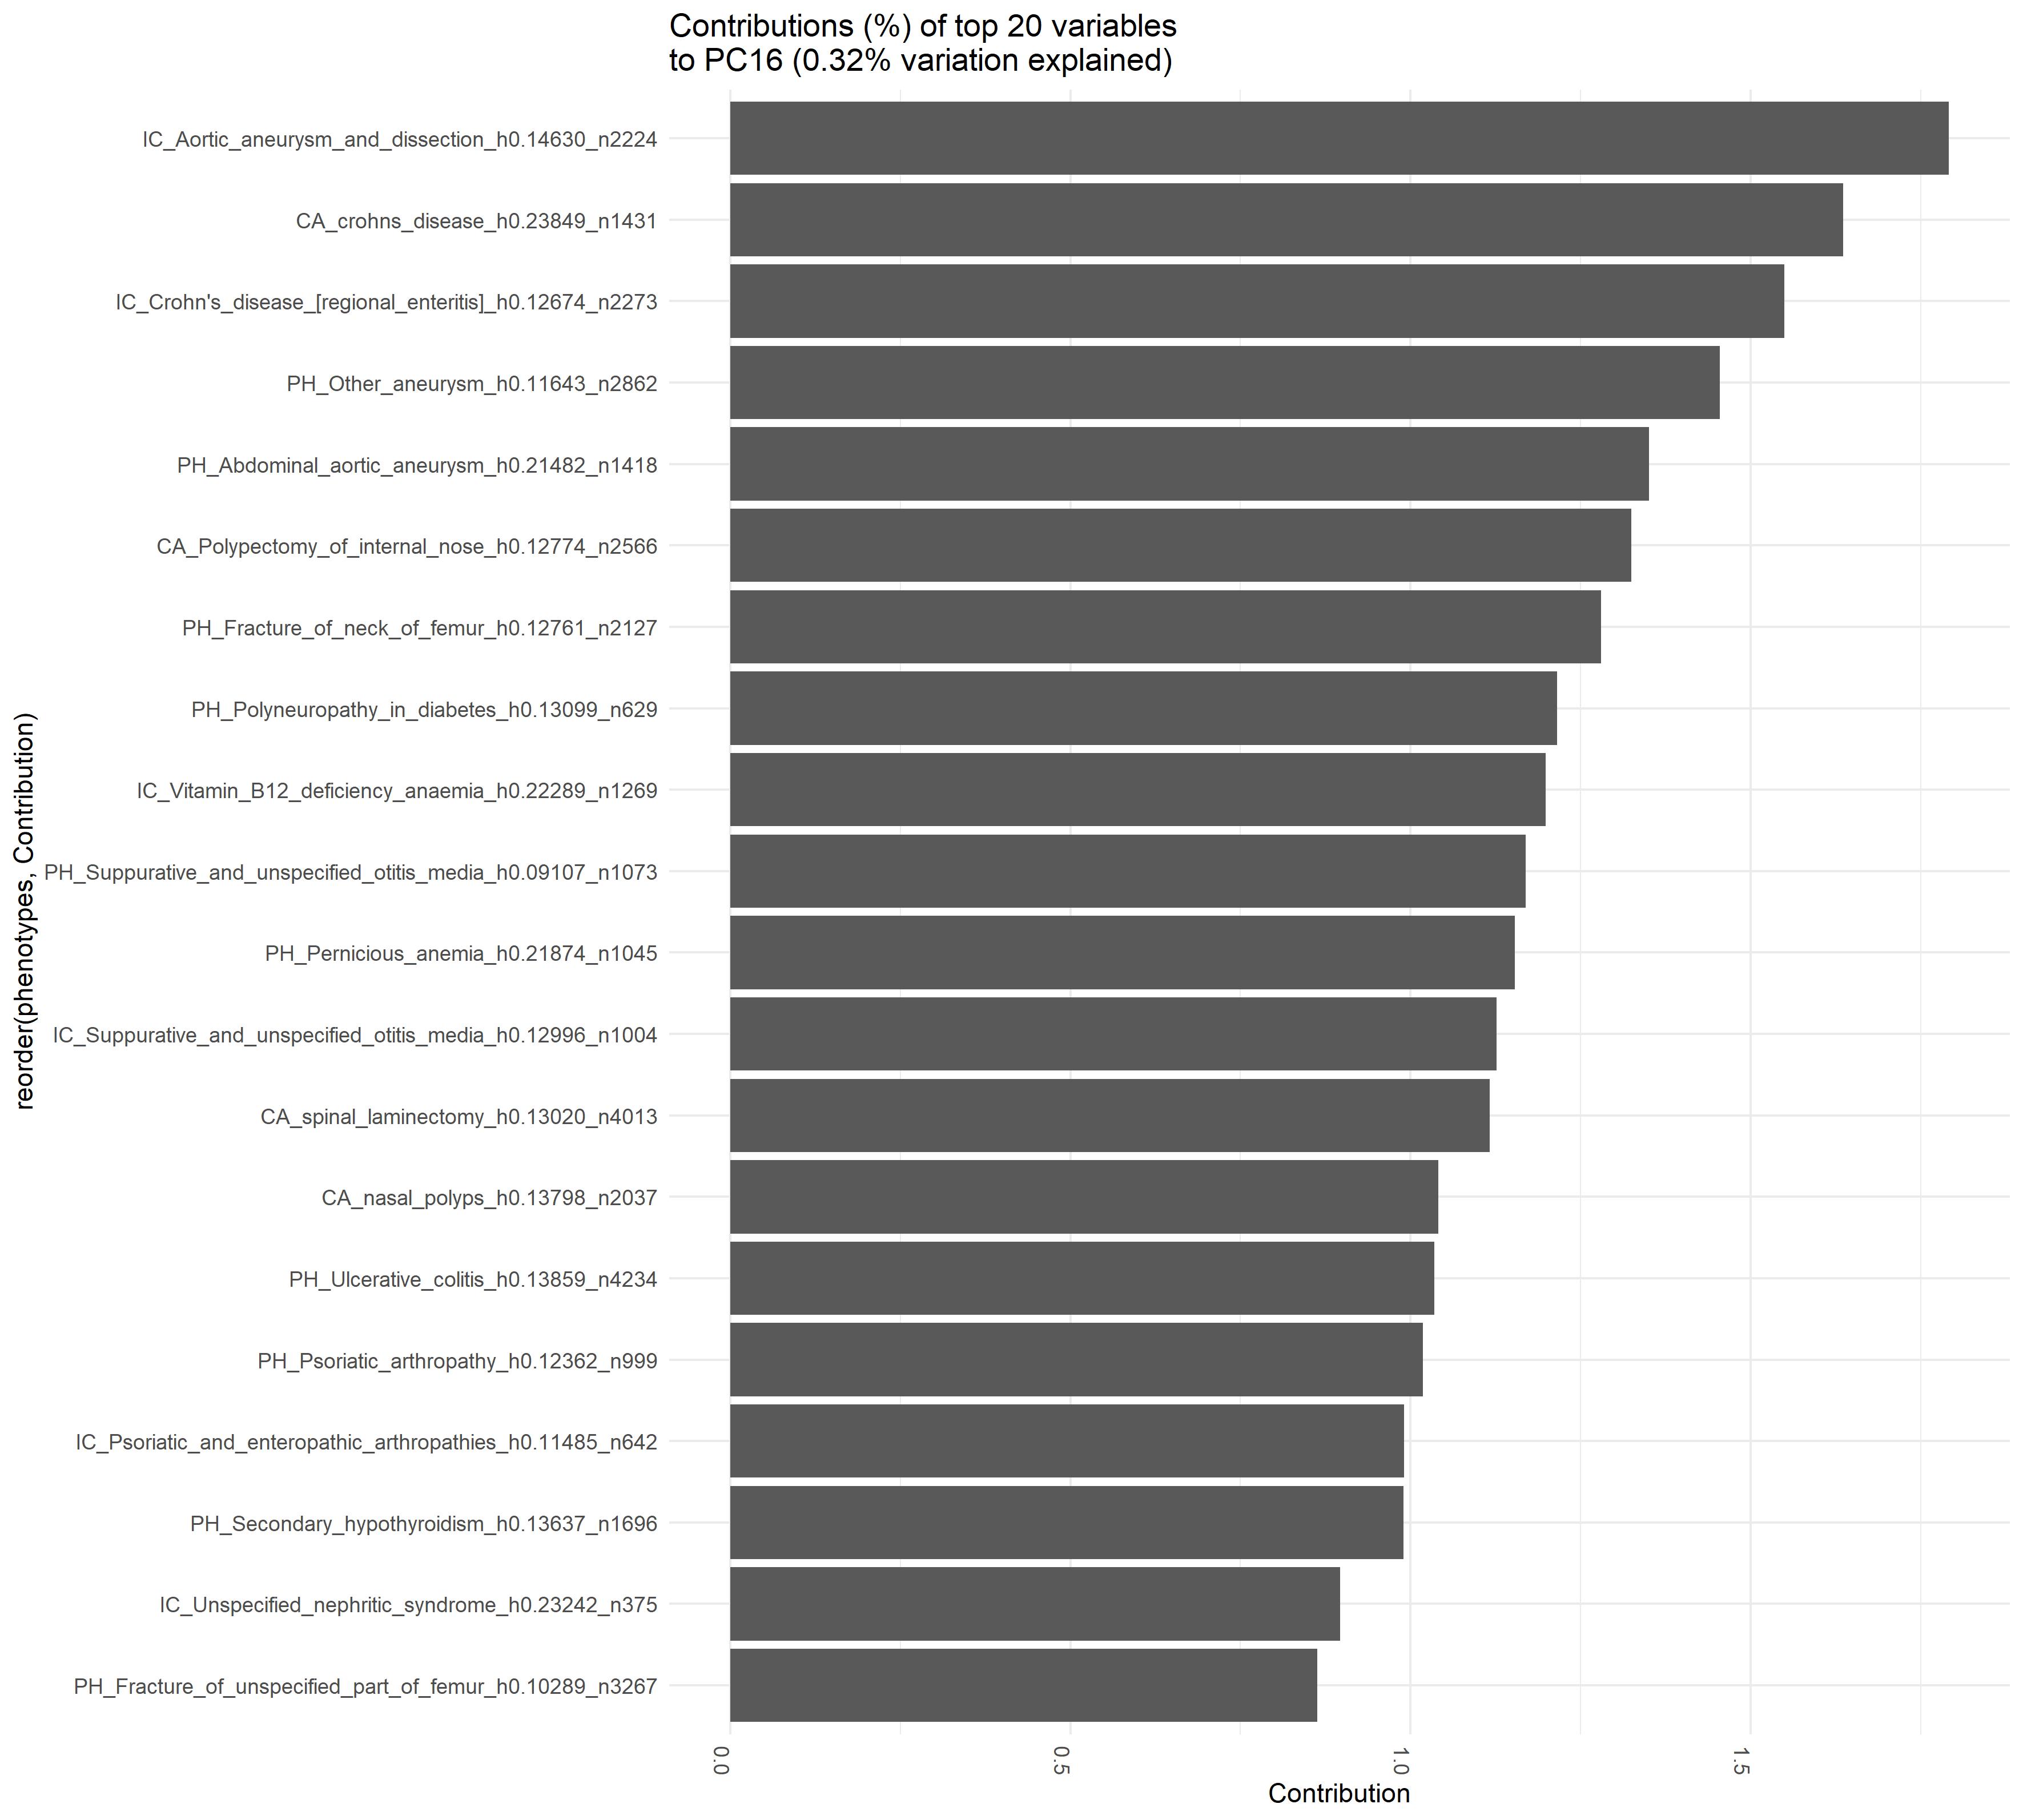 Contributions (%) of top 20 variables
to PC16 (0.32% variation explained)
IC_Aortic_aneurysm_and_dissection_h0.14630_n2224
CA_crohns_disease_h0.23849_n1431
IC_Crohn's_disease_[regional_enteritis]_h0.12674_n2273
PH_Other_aneurysm_h0.11643_n2862
PH_Abdominal_aortic_aneurysm_h0.21482_n1418
CA_Polypectomy_of_internal_nose_h0.12774_n2566
PH_Fracture_of_neck_of_femur_h0.12761_n2127
PH_Polyneuropathy_in_diabetes_h0.13099_n629
IC_Vitamin_B12_deficiency_anaemia_h0.22289_n1269
PH_Suppurative_and_unspecified_otitis_media_h0.09107_n1073
PH_Pernicious_anemia_h0.21874_n1045
IC_Suppurative_and_unspecified_otitis_media_h0.12996_n1004
CA_spinal_laminectomy_h0.13020_n4013
CA_nasal_polyps_h0.13798_n2037
PH_Ulcerative_colitis_h0.13859_n4234
PH_Psoriatic_arthropathy_h0.12362_n999
IC_Psoriatic_and_enteropathic_arthropathies_h0.11485_n642
PH_Secondary_hypothyroidism_h0.13637_n1696
IC_Unspecified_nephritic_syndrome_h0.23242_n375
PH_Fracture_of_unspecified_part_of_femur_h0.10289_n3267
reorder(phenotypes, Contribution)
0.0
0.5
1.0
1.5
Contribution